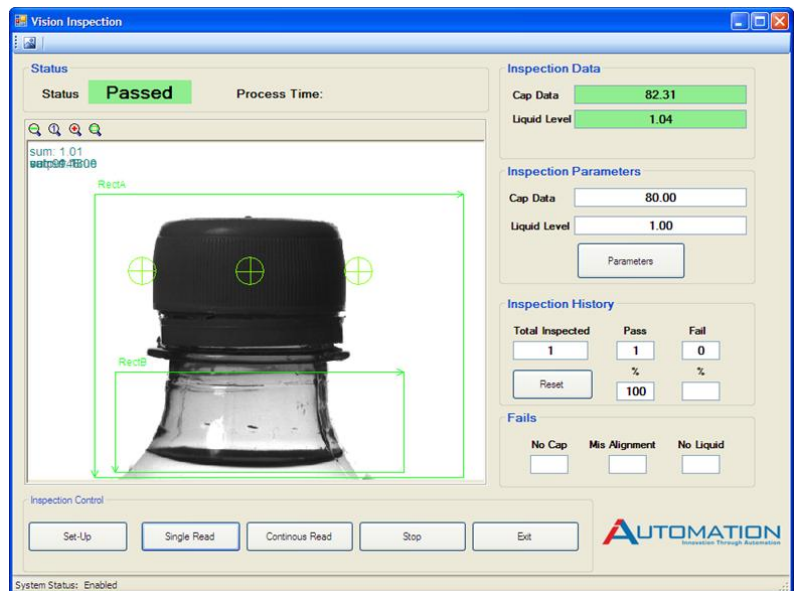 Vision Inspection
Status
Status Passed Process Time:
sum: 1.01
RectA
RectB
Inspection Data
Cap Data 82.31
Liquid Level 1.04
Inspection Parameters
Cap Data 80.00
Liquid Level 1.00
Parameters
Inspection History
Total Inspected Pass Fail
1 1 0
% %
Reset 100
Fails
No Cap Mis Alignment No Liquid
Inspection Control
Set-Up Single Read Continous Read Stop Exit
AUTOMATION
Innovation Through Automation
System Status: Enabled